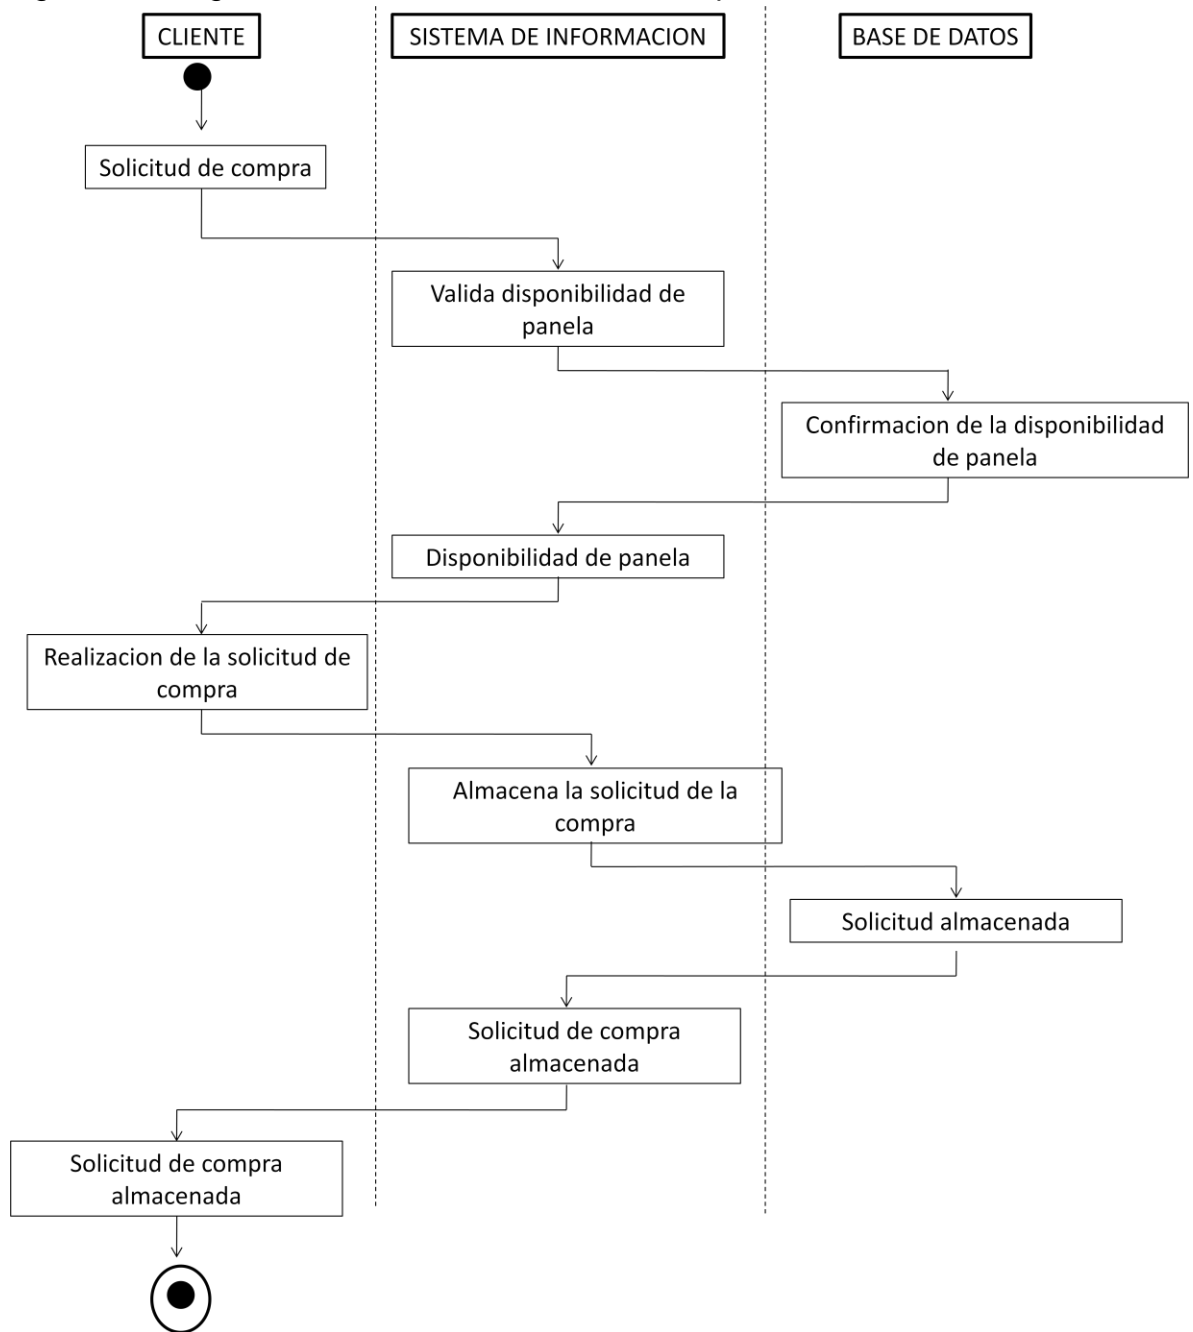 CLIENTE
SISTEMA DE INFORMACION
BASE DE DATOS
Solicitud de compra
Valida disponibilidad de
panela
Confirmacion de la disponibilidad
de panela
Disponibilidad de panela
Realizacion de la solicitud de
compra
Almacena la solicitud de la
compra
Solicitud almacenada
Solicitud de compra
almacenada
Solicitud de compra
almacenada